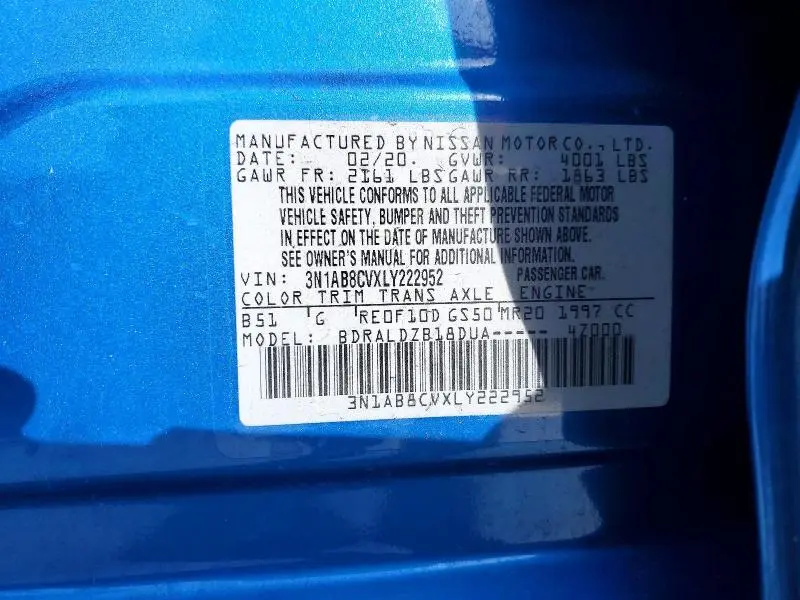 MANUFACTURED BY NISSAN MOTOR CO., LTD.
DATE: 02/20. GVWR: 4001 LBS
GAWR FR: 2161 LBS GAWR RR: 1863 LBS
THIS VEHICLE CONFORMS TO ALL APPLICABLE FEDERAL MOTOR
VEHICLE SAFETY, BUMPER AND THEFT PREVENTION STANDARDS
IN EFFECT ON THE DATE OF MANUFACTURE SHOWN ABOVE.
SEE OWNER'S MANUAL FOR ADDITIONAL INFORMATION.
VIN: 3N1AB8CVXLY222952 PASSENGER CAR.
COLOR TRIM TRANS AXLE ENGINE
B51 G RE0F10D GS50 MR20 1997 CC
MODEL: BDRALDZB18DUA----- 4Z000
3N1AB8CVXLY222952